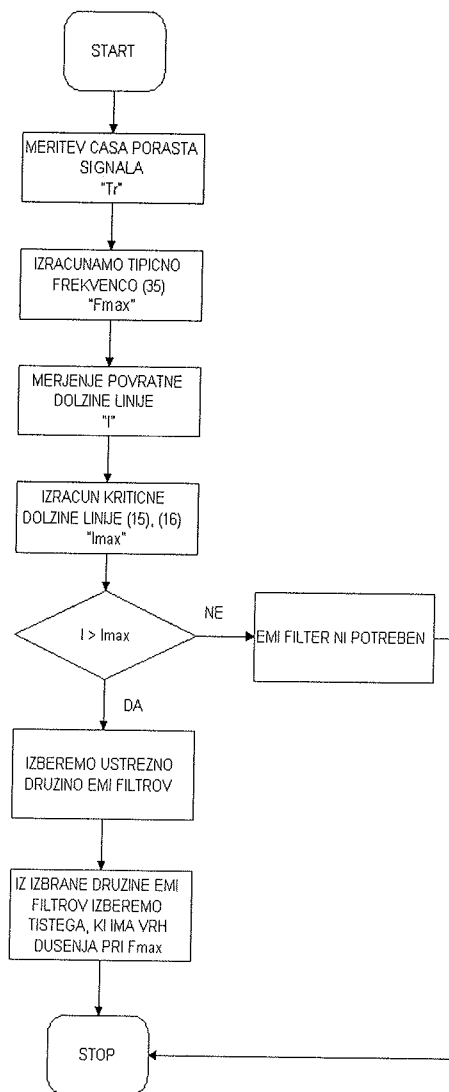 START
MERITEV CASA PORASTA
SIGNALA
"Tr"
IZRACUNAMO TIPICNO
FREKVENCO (35)
"Fmax"
MERJENJE POVRATNE
DOLZINE LINIJE
"l"
IZRACUN KRITICNE
DOLZINE LINIJE (15), (16)
"lmax"
l > lmax
NE
EMI FILTER NI POTREBEN
DA
IZBEREMO USTREZNO
DRUZINO EMI FILTROV
IZ IZBRANE DRUZINE EMI
FILTROV IZBEREMO
TISTEGA, KI IMA VRH
DUSENJA PRI Fmax
STOP